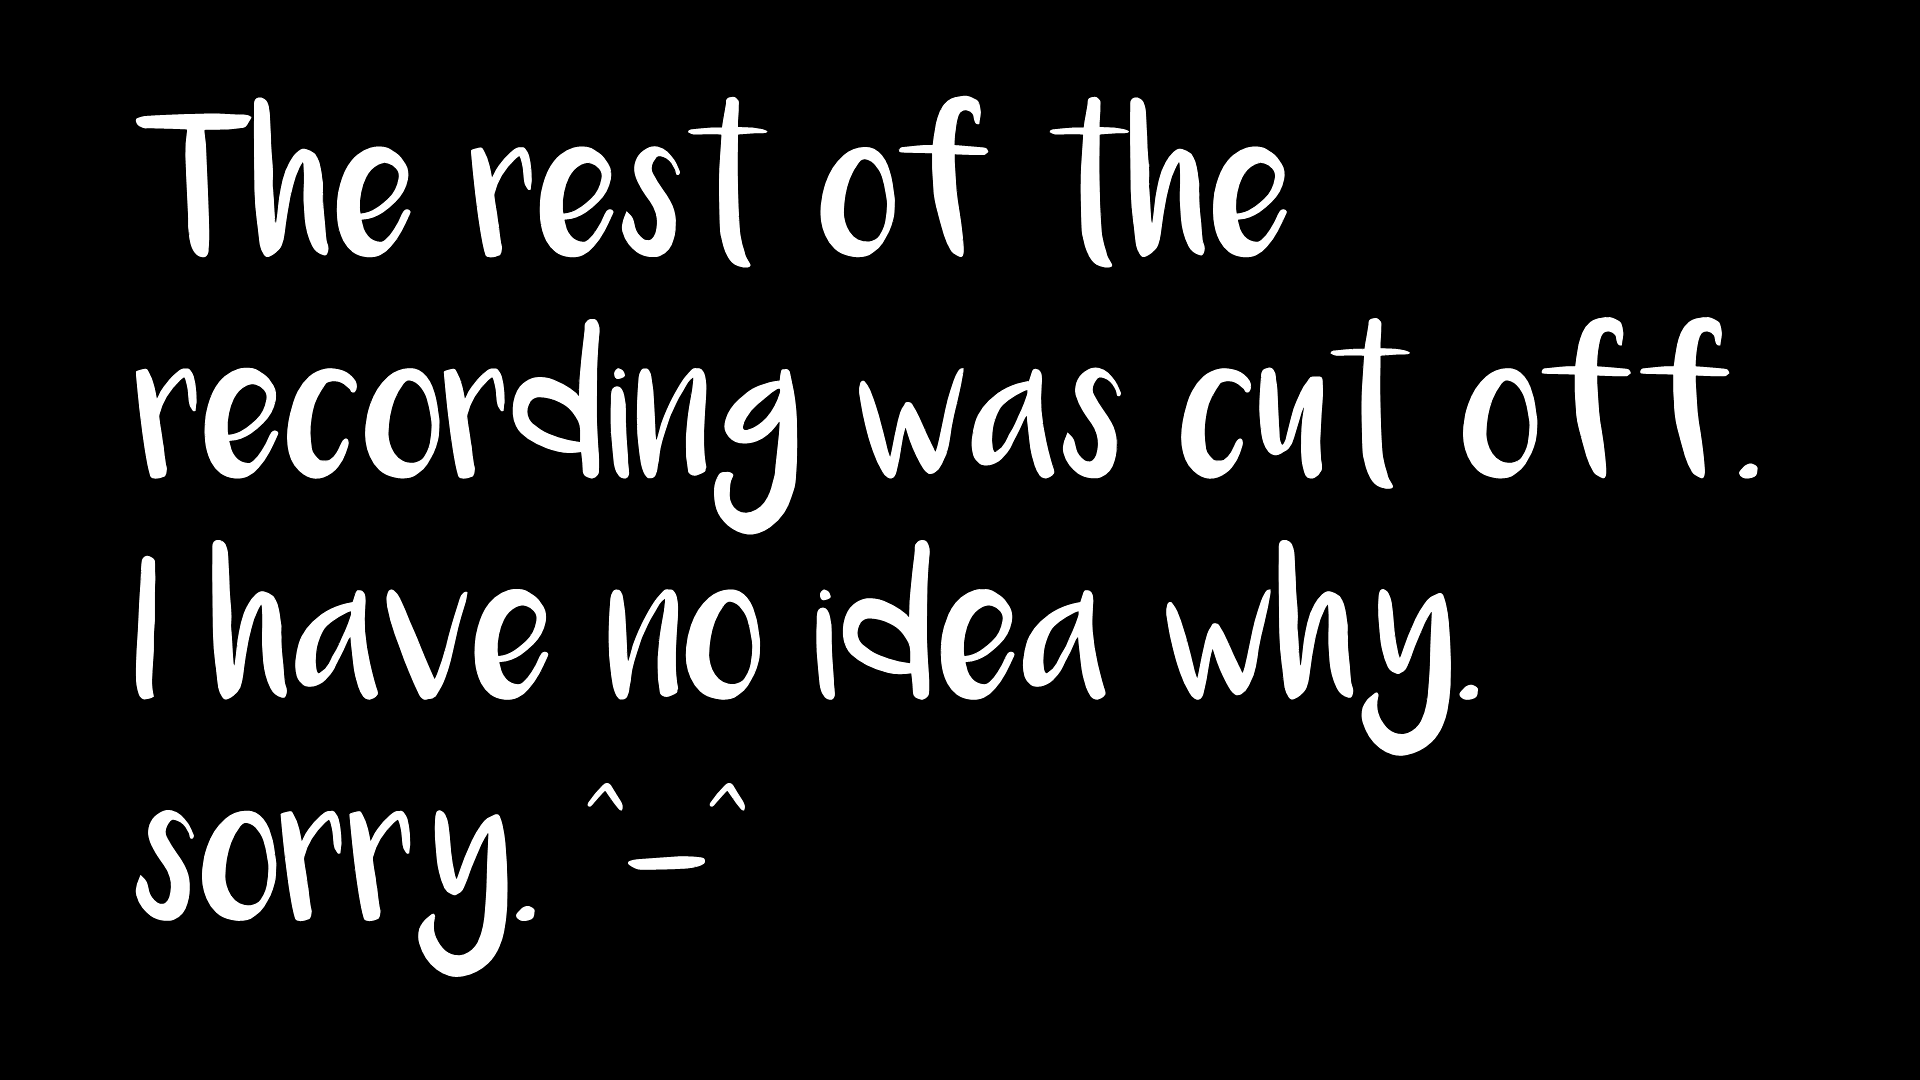 The rest of the
recording was cut off.
I have no idea why.
sorry. ^_^